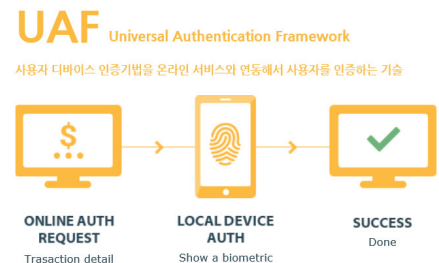 UAF Universal Authentication Framework
사용자 디바이스 인증기법을 온라인 서비스와 연동해서 사용자를 인증하는 기술
$
ONLINE AUTH
REQUEST
Trasaction detail
LOCAL DEVICE
AUTH
Show a biometric
SUCCESS
Done